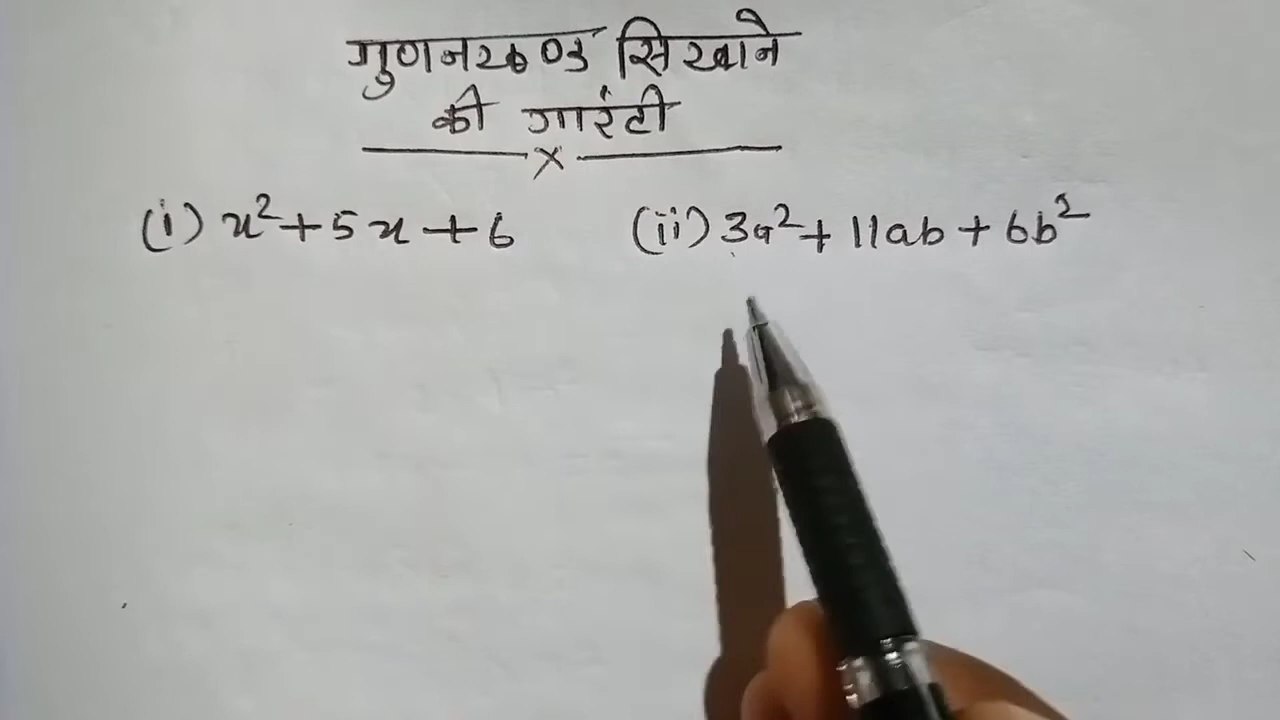 गुणनखण्ड सिखाने
की गारंटी
x
(i) x²+5x+6 (ii) 3a²+11ab+6b²